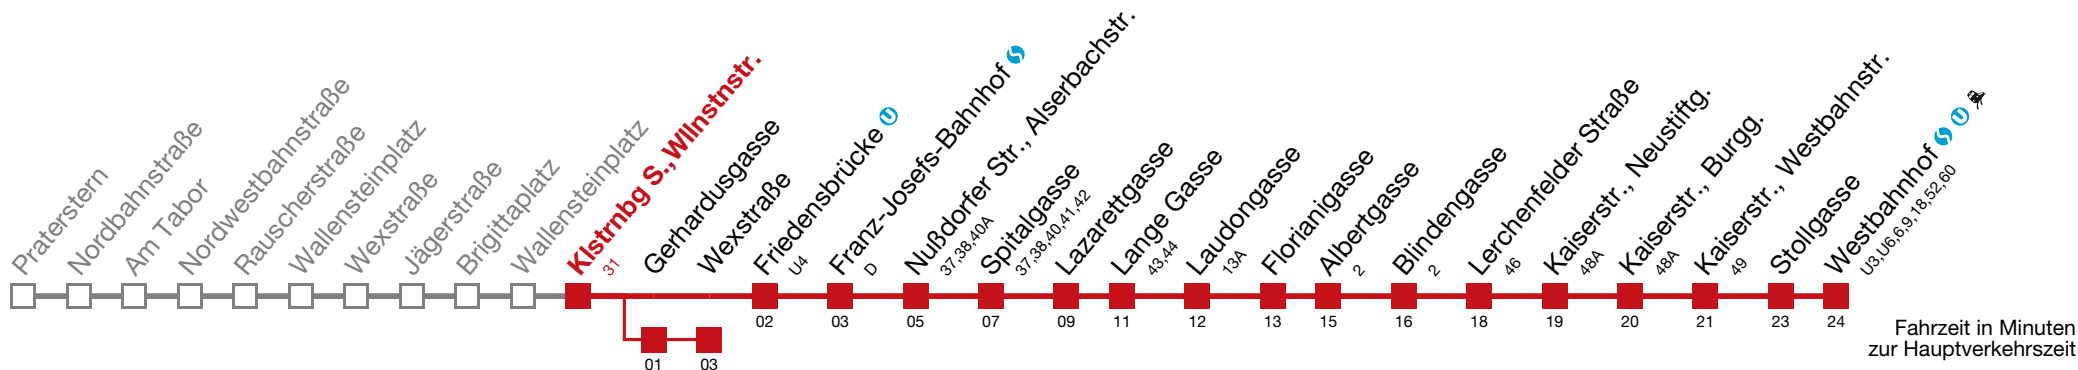 Praterstern
Nordbahnstraße
Am Tabor
Nordwestbahnstraße
Rauscherstraße
Wallensteinplatz
Wexstraße
Jägerstraße
Brigittaplatz
Wallensteinplatz
Klstrnbg S., Wllnstnstr.
31
Gerhardusgasse
Wexstraße
Friedensbrücke U
U4
Franz-Josefs-Bahnhof
D
Nußdorfer Str., Alserbachstr.
37,38,40A
Spitalgasse
37,38,40,41,42
Lazarettgasse
Lange Gasse
43,44
Laudongasse
13A
Florianigasse
Albertgasse
2
Blindengasse
2
Lerchenfelder Straße
46
Kaiserstr., Neustiftg.
48A
Kaiserstr., Burgg.
48A
Kaiserstr., Westbahnstr.
49
Stollgasse
Westbahnhof U
U3,U6,6,9,18,52,60
02 03 05 07 09 11 12 13 15 16 18 19 20 21 23 24
01 03
Fahrzeit in Minuten
zur Hauptverkehrszeit